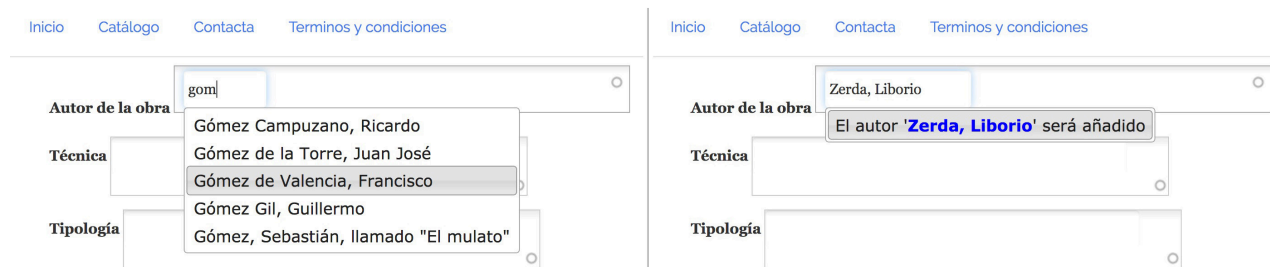 Inicio Catálogo Contacta Terminos y condiciones
Autor de la obra gom
Gómez Campuzano, Ricardo
Gómez de la Torre, Juan José
Técnica
Gómez de Valencia, Francisco
Gómez Gil, Guillermo
Tipología
Gómez, Sebastián, llamado "El mulato"
Inicio Catálogo Contacta Terminos y condiciones
Autor de la obra Zerda, Liborio
El autor 'Zerda, Liborio' será añadido
Técnica
Tipología